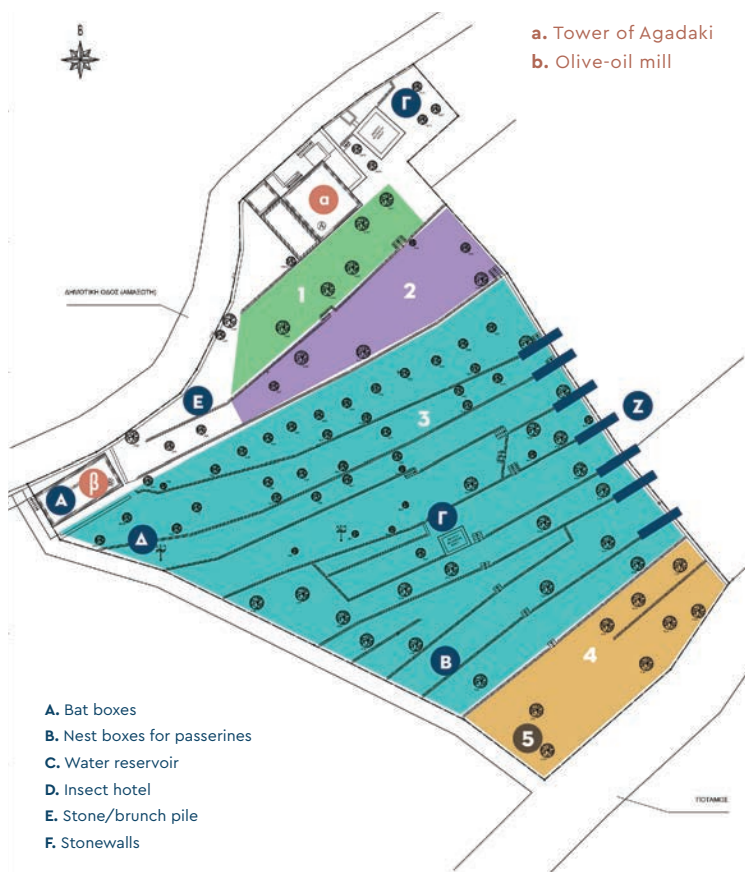 Β
a. Tower of Agadaki
b. Olive-oil mill
Γ
α
1
2
ΔΗΜΟΤΙΚΗ ΟΔΟΣ (ΑΜΑΞΩΤΗ)
Ε
3
Ζ
Α
β
Δ
Γ
Β
4
5
A. Bat boxes
B. Nest boxes for passerines
C. Water reservoir
D. Insect hotel
E. Stone/brunch pile
F. Stonewalls
ΠΟΤΑΜΟΣ